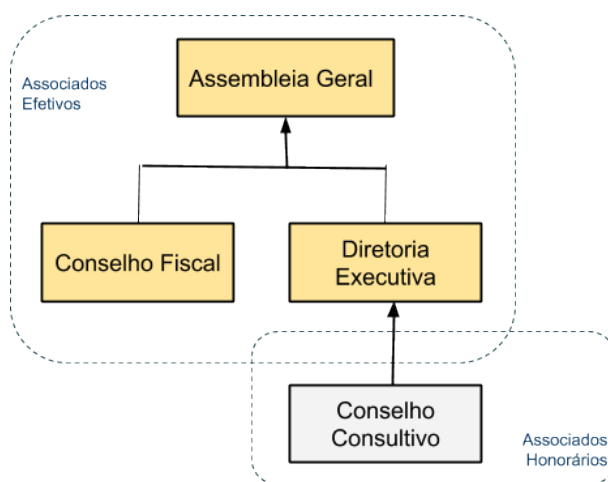 Assembleia Geral
Associados
Efetivos
Conselho Fiscal
Diretoria
Executiva
Conselho
Consultivo
Associados
Honorários